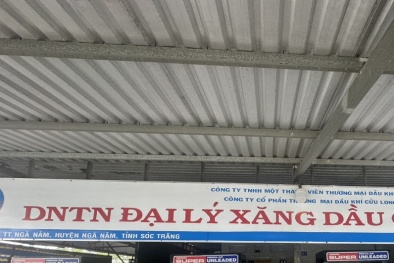 CÔNG TY TNHH MỘT THÀNH VIÊN THƯƠNG MẠI DẦU KHÍ
CÔNG TY CỔ PHẦN THƯƠNG MẠI DẦU KHÍ CỬU LONG
DNTN ĐẠI LÝ XĂNG DẦU
TT NGÃ NĂM, HUYỆN NGÃ NĂM, TỈNH SÓC TRĂNG
SUPER UNLEADED SUPER UNLEADED